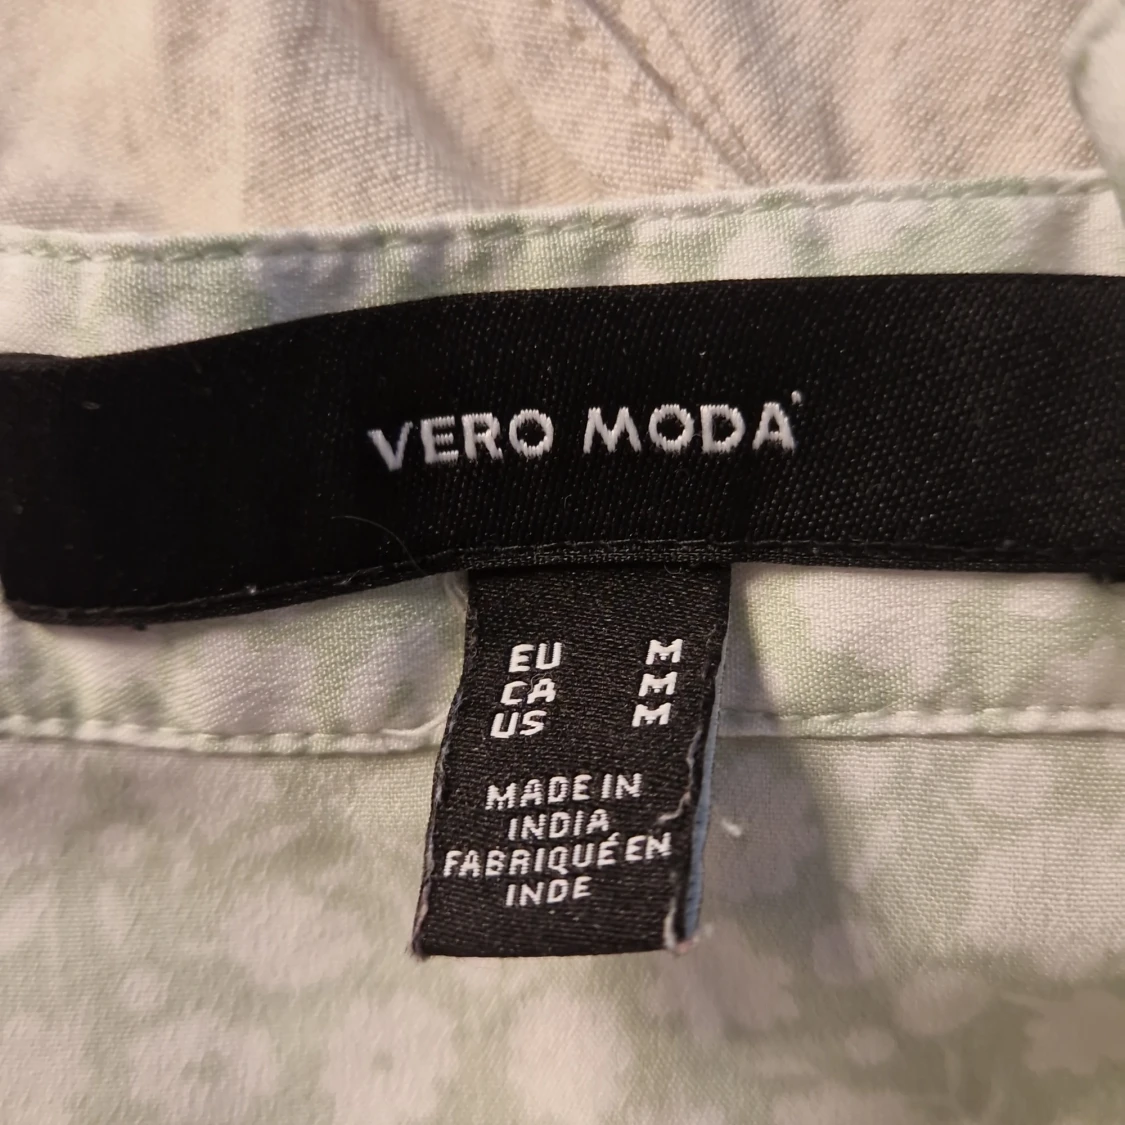 VERO MODA
EU M
CA M
US M
MADE IN
INDIA
FABRIQUÉ EN
INDE